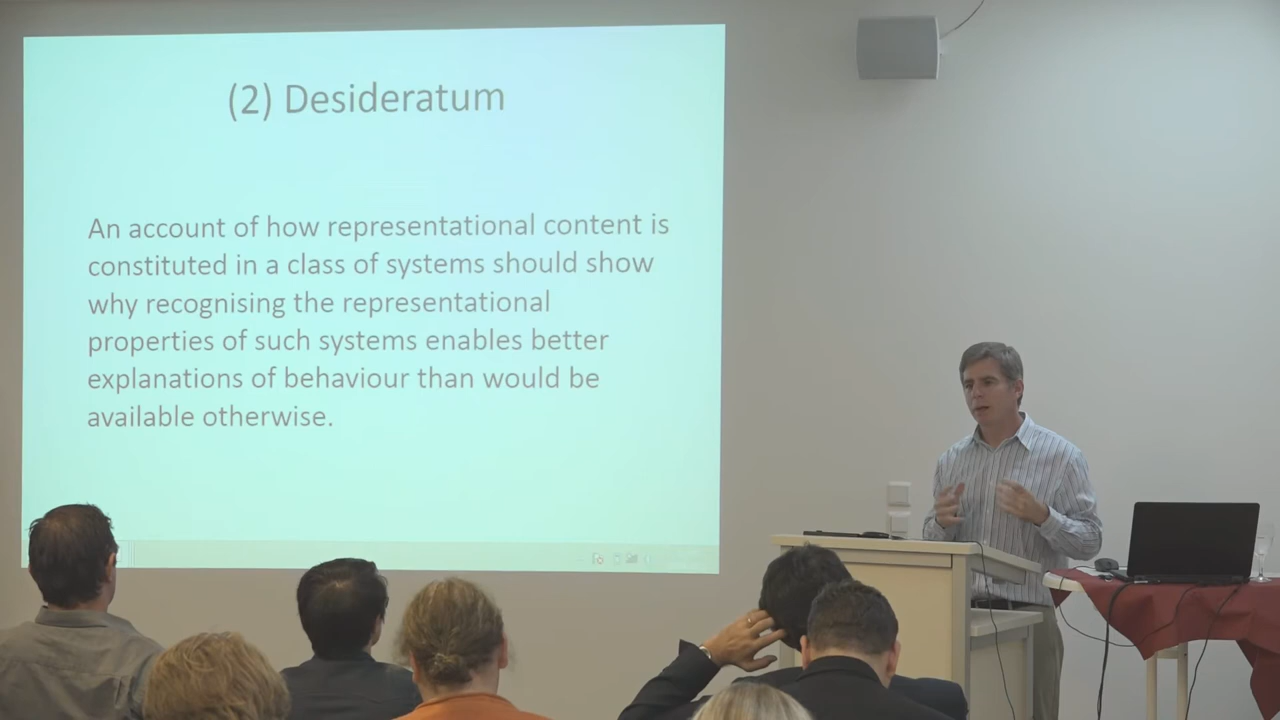 (2) Desideratum
An account of how representational content is
constituted in a class of systems should show
why recognising the representational
properties of such systems enables better
explanations of behaviour than would be
available otherwise.